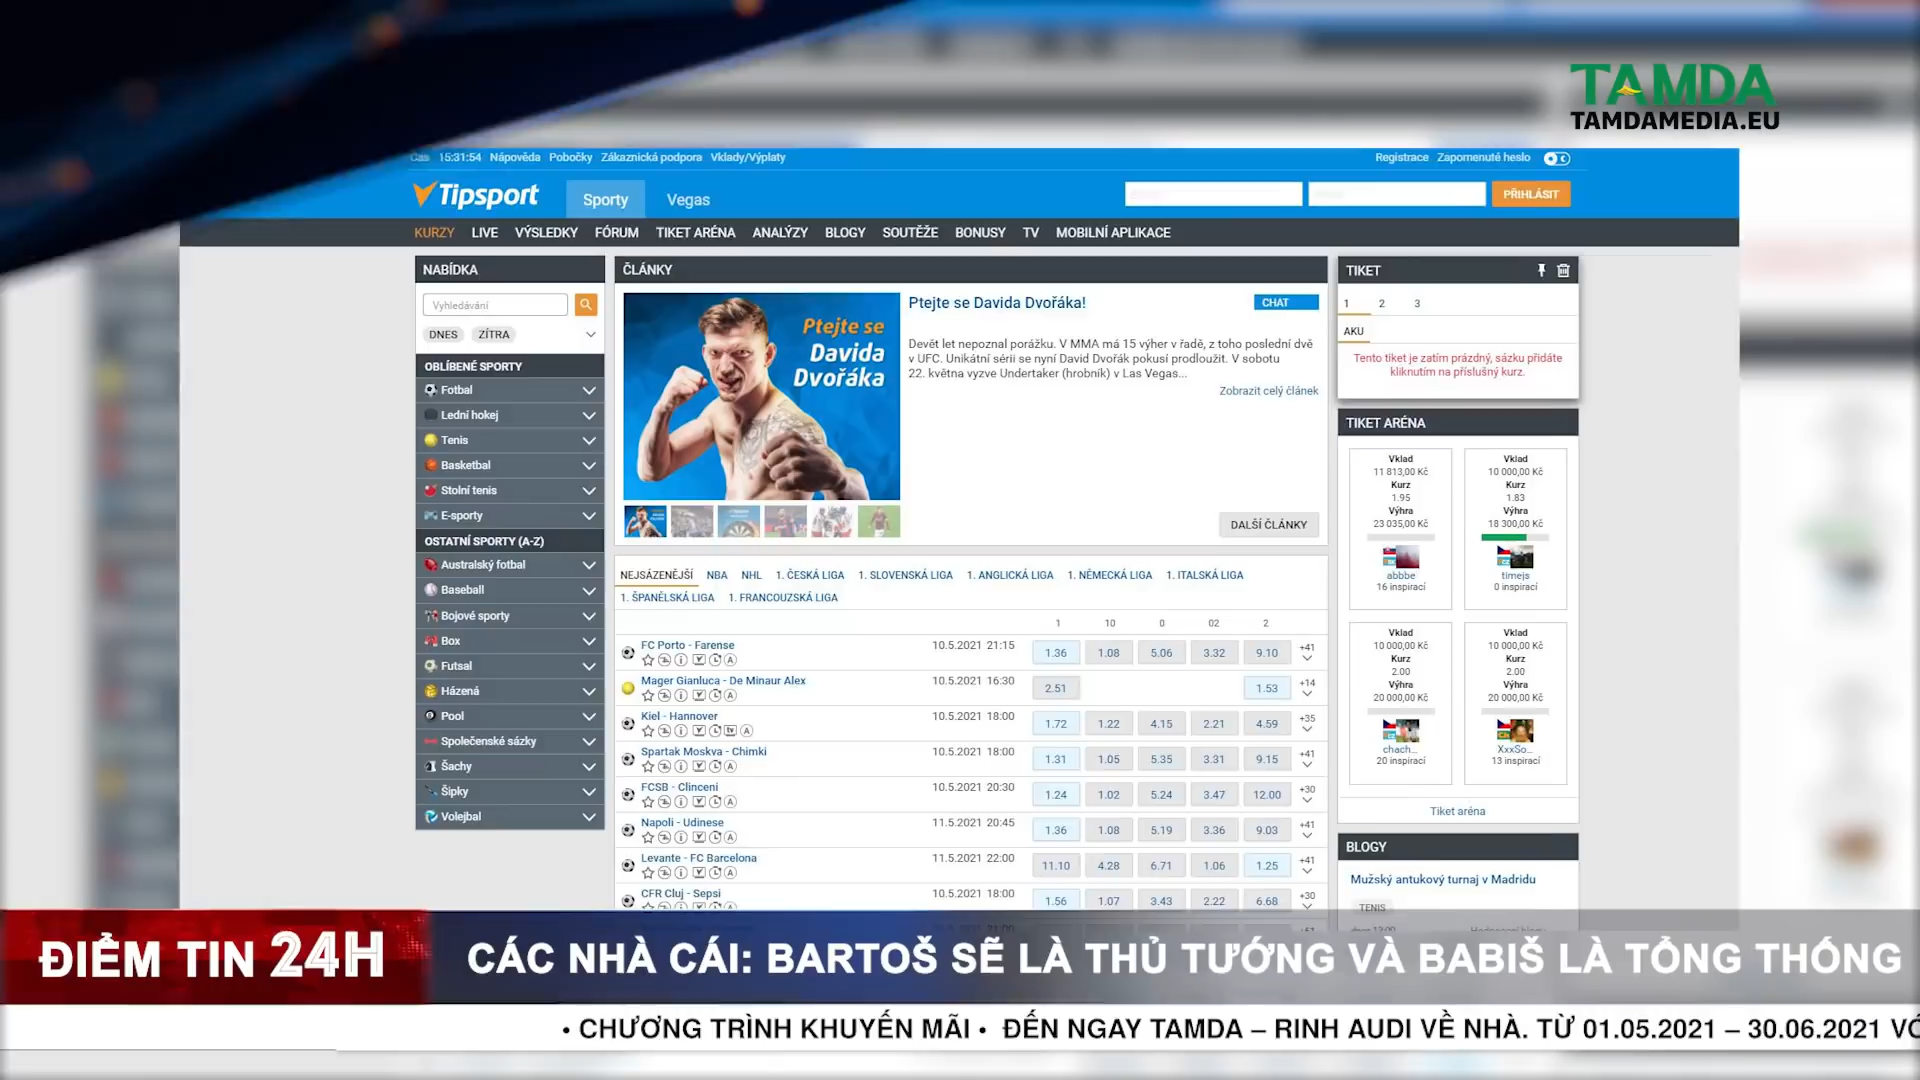 TAMDA
TAMDAMEDIA.EU
Čas 15:31:54 Nápověda Pobočky Zákaznická podpora Vklady/Výplaty
Registrace Zapomenuté heslo
Tipsport
Sporty
Vegas
PŘIHLÁSIT
KURZY LIVE VÝSLEDKY FÓRUM TIKET ARÉNA ANALÝZY BLOGY SOUTĚŽE BONUSY TV MOBILNÍ APLIKACE
NABÍDKA
Vyhledávání
DNES ZÍTRA
OBLÍBENÉ SPORTY
Fotbal
Lední hokej
Tenis
Basketbal
Stolní tenis
E-sporty
OSTATNÍ SPORTY (A-Z)
Australský fotbal
Baseball
Bojové sporty
Box
Futsal
Házená
Pool
Společenské sázky
Šachy
Šipky
Volejbal
ČLÁNKY
Ptejte se
Davida
Dvořáka
Ptejte se Davida Dvořáka!
CHAT
Devět let nepoznal porážku. V MMA má 15 výher v řadě, z toho poslední dvě
v UFC. Unikátní sérii se nyní David Dvořák pokusí prodloužit. V sobotu
22. května vyzve Undertaker (hrobník) v Las Vegas...
Zobrazit celý článek
DALŠÍ ČLÁNKY
NEJSÁZENĚJŠÍ NBA NHL 1. ČESKÁ LIGA 1. SLOVENSKÁ LIGA 1. ANGLICKÁ LIGA 1. NĚMECKÁ LIGA 1. ITALSKÁ LIGA
1. ŠPANĚLSKÁ LIGA 1. FRANCOUZSKÁ LIGA
1 10 0 02 2
FC Porto - Farense 10.5.2021 21:15 1.36 1.08 5.06 3.32 9.10 +41
Mager Gianluca - De Minaur Alex 10.5.2021 16:30 2.51 1.53 +14
Kiel - Hannover 10.5.2021 18:00 1.72 1.22 4.15 2.21 4.59 +35
Spartak Moskva - Chimki 10.5.2021 18:00 1.31 1.05 5.35 3.31 9.15 +41
FCSB - Clinceni 10.5.2021 20:30 1.24 1.02 5.24 3.47 12.00 +30
Napoli - Udinese 11.5.2021 20:45 1.36 1.08 5.19 3.36 9.03 +41
Levante - FC Barcelona 11.5.2021 22:00 11.10 4.28 6.71 1.06 1.25 +41
CFR Cluj - Sepsi 10.5.2021 18:00 1.56 1.07 3.43 2.22 6.68 +30
TIKET
1 2 3
AKU
Tento tiket je zatím prázdný, sázku přidáte
kliknutím na příslušný kurz.
TIKET ARÉNA
Vklad
11 813,00 Kč
Kurz
1.95
Výhra
23 035,00 Kč
abbbe
16 inspirací
Vklad
10 000,00 Kč
Kurz
1.83
Výhra
18 300,00 Kč
timejs
0 inspirací
Vklad
10 000,00 Kč
Kurz
2.00
Výhra
20 000,00 Kč
chach...
20 inspirací
Vklad
10 000,00 Kč
Kurz
2.00
Výhra
20 000,00 Kč
XxxSo...
13 inspirací
Tiket aréna
BLOGY
Mužský antukový turnaj v Madridu
TENIS
ĐIỂM TIN 24H
CÁC NHÀ CÁI: BARTOŠ SẼ LÀ THỦ TƯỚNG VÀ BABIŠ LÀ TỔNG THỐNG
• CHƯƠNG TRÌNH KHUYẾN MÃI • ĐẾN NGAY TAMDA – RINH AUDI VỀ NHÀ. TỪ 01.05.2021 – 30.06.2021